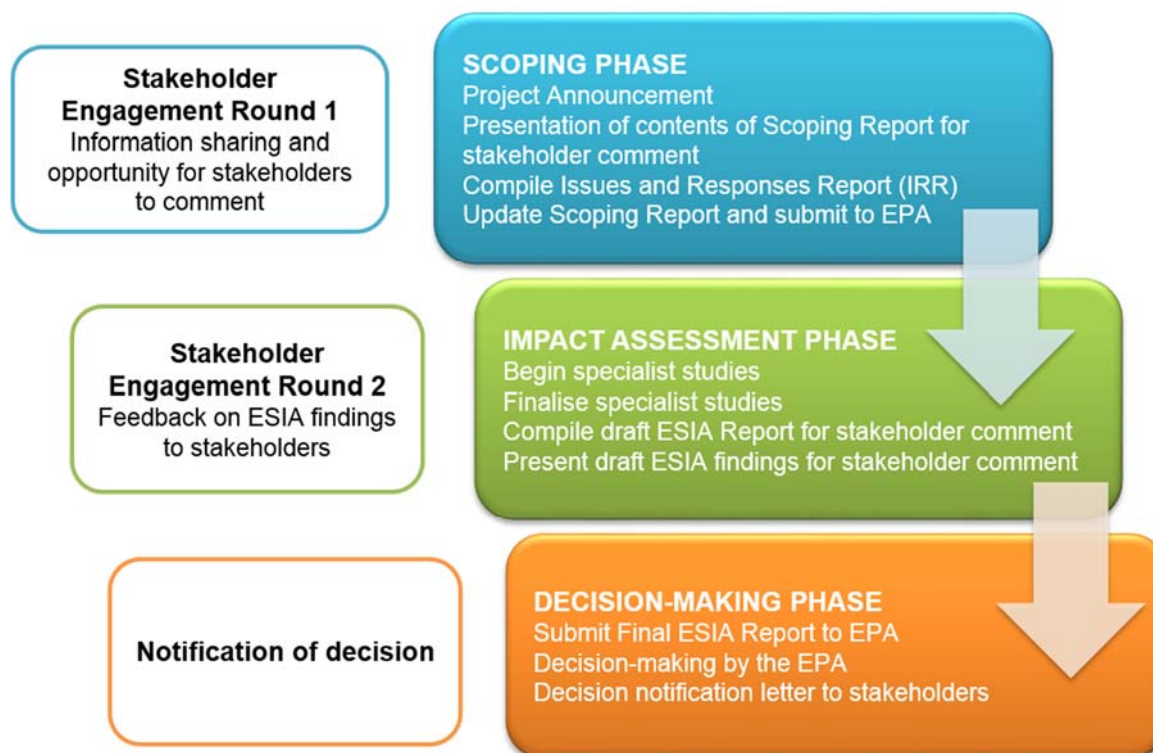 Stakeholder
Engagement Round 1
Information sharing and
opportunity for stakeholders
to comment
SCOPING PHASE
Project Announcement
Presentation of contents of Scoping Report for
stakeholder comment
Compile Issues and Responses Report (IRR)
Update Scoping Report and submit to EPA
Stakeholder
Engagement Round 2
Feedback on ESIA findings
to stakeholders
IMPACT ASSESSMENT PHASE
Begin specialist studies
Finalise specialist studies
Compile draft ESIA Report for stakeholder comment
Present draft ESIA findings for stakeholder comment
Notification of decision
DECISION-MAKING PHASE
Submit Final ESIA Report to EPA
Decision-making by the EPA
Decision notification letter to stakeholders